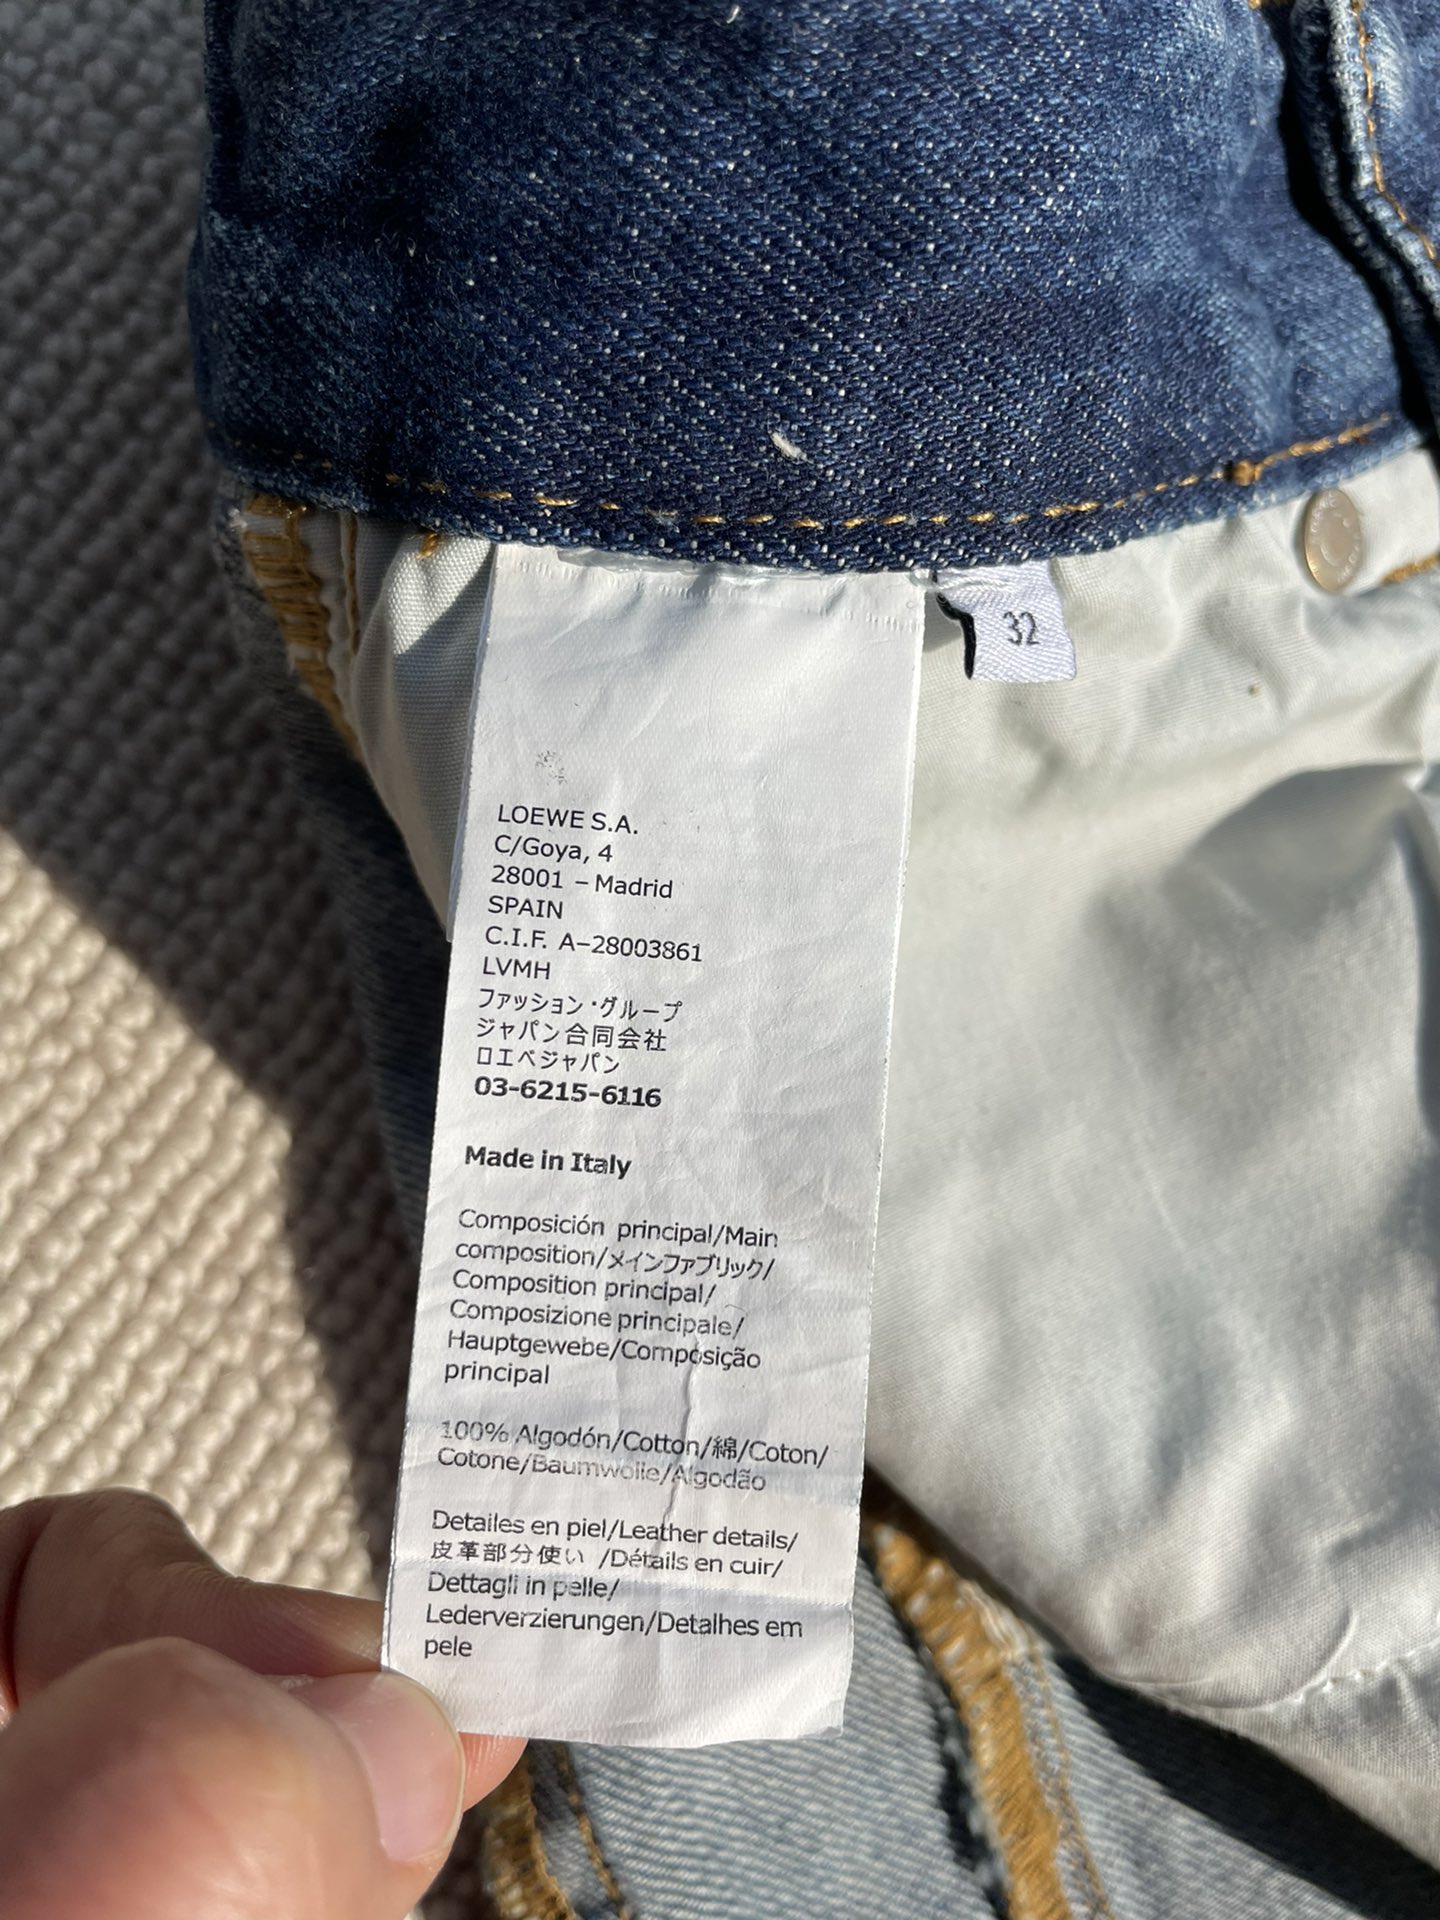 32
LOEWE S.A.
C/Goya, 4
28001 – Madrid
SPAIN
C.I.F. A–28003861
LVMH
ファッション・グループ
ジャパン合同会社
ロエベジャパン
03-6215-6116
Made in Italy
Composición principal/Main
composition/メインファブリック/
Composition principal/
Composizione principale/
Hauptgewebe/Composição
principal
100% Algodón/Cotton/綿/Coton/
Cotone/Baumwolle/Algodão
Detalles en piel/Leather details/
皮革部分使い /Détails en cuir/
Dettagli in pelle/
Lederverzierungen/Detalhes em
pele